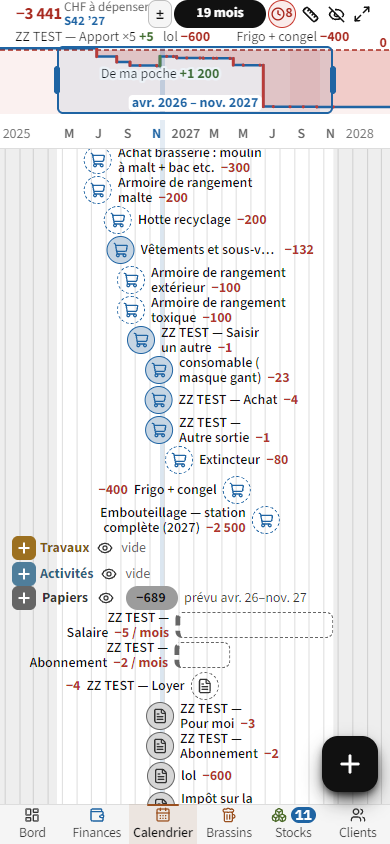 −3 441 CHF à dépenser
S42 ’27
±
19 mois
8
ZZ TEST — Apport ×5 +5 lol −600 Frigo + congel −400
0
De ma poche +1 200
avr. 2026 – nov. 2027
2025 M J S N 2027 M M J S N 2028
Achat brasserie : moulin
à malt + bac etc. −300
Armoire de rangement
malte −200
Hotte recyclage −200
Vêtements et sous-v… −132
Armoire de rangement
extérieur −100
Armoire de rangement
toxique −100
ZZ TEST — Saisir
un autre −1
consomable (
masque gant) −23
ZZ TEST — Achat −4
ZZ TEST —
Autre sortie −1
Extincteur −80
−400 Frigo + congel
Embouteillage — station
complète (2027) −2 500
Travaux vide
Activités vide
Papiers −689 prévu avr. 26–nov. 27
ZZ TEST —
Salaire −5 / mois
ZZ TEST —
Abonnement −2 / mois
−4 ZZ TEST — Loyer
ZZ TEST —
Pour moi −3
ZZ TEST —
Abonnement −2
lol −600
Impôt sur la
Bord Finances Calendrier Brassins Stocks 11 Clients